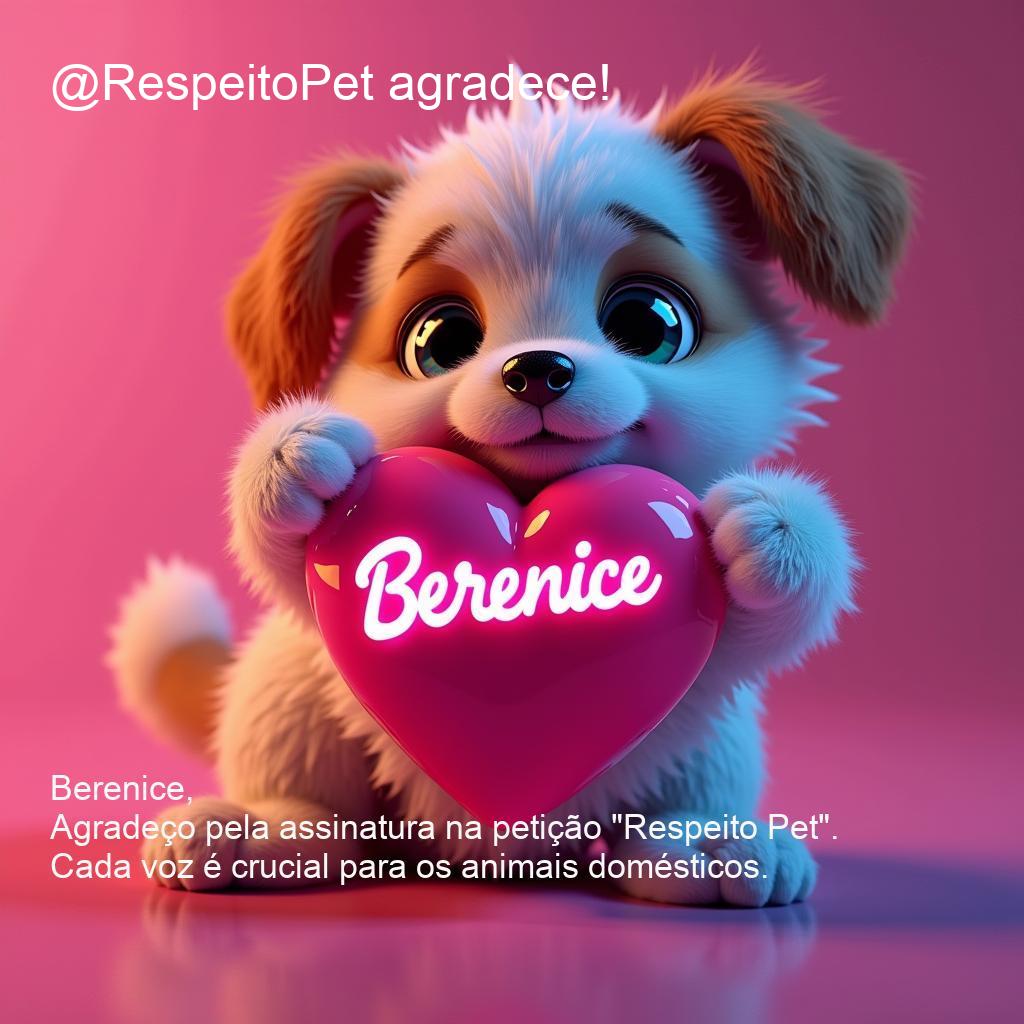 @RespeitoPet agradece!
Berenice
Berenice,
Agradeço pela assinatura na petição "Respeito Pet".
Cada voz é crucial para os animais domésticos.